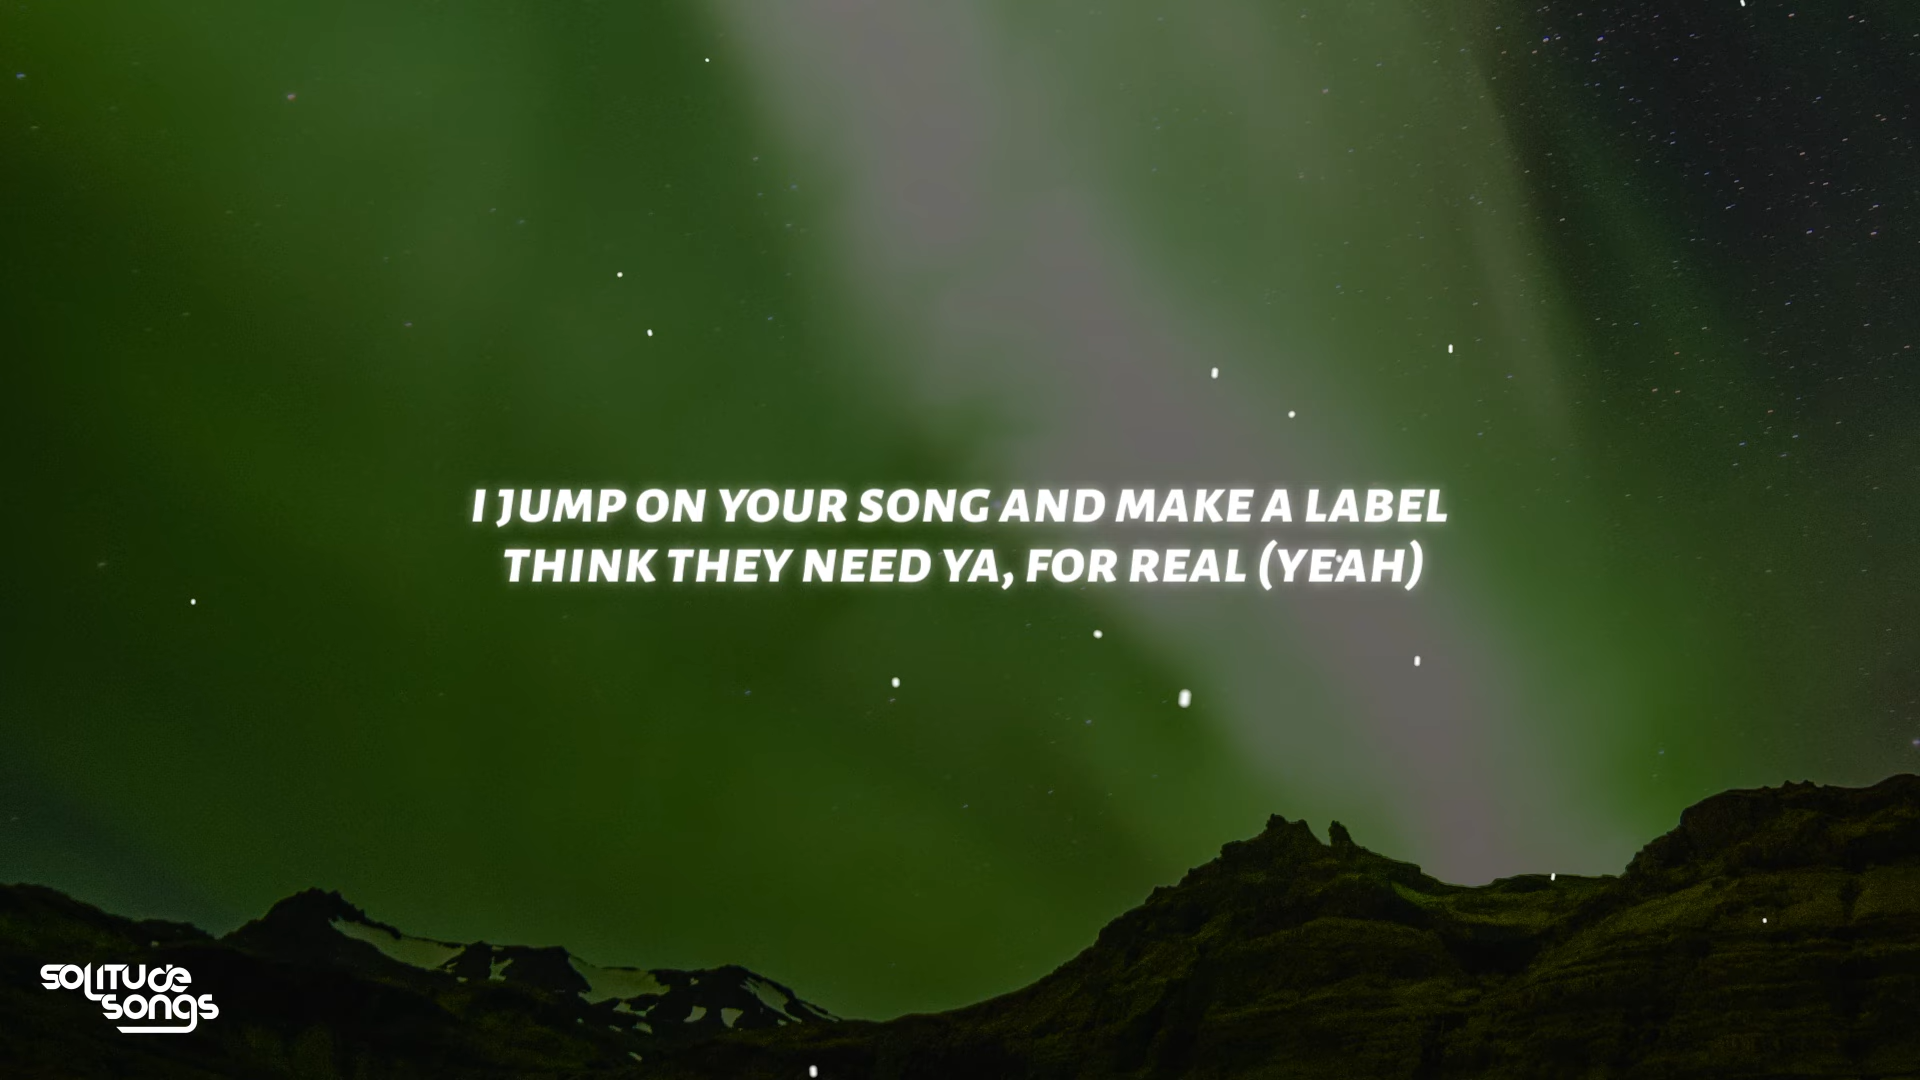 I JUMP ON YOUR SONG AND MAKE A LABEL
THINK THEY NEED YA, FOR REAL (YEAH)
SOLITUDE
SONGS